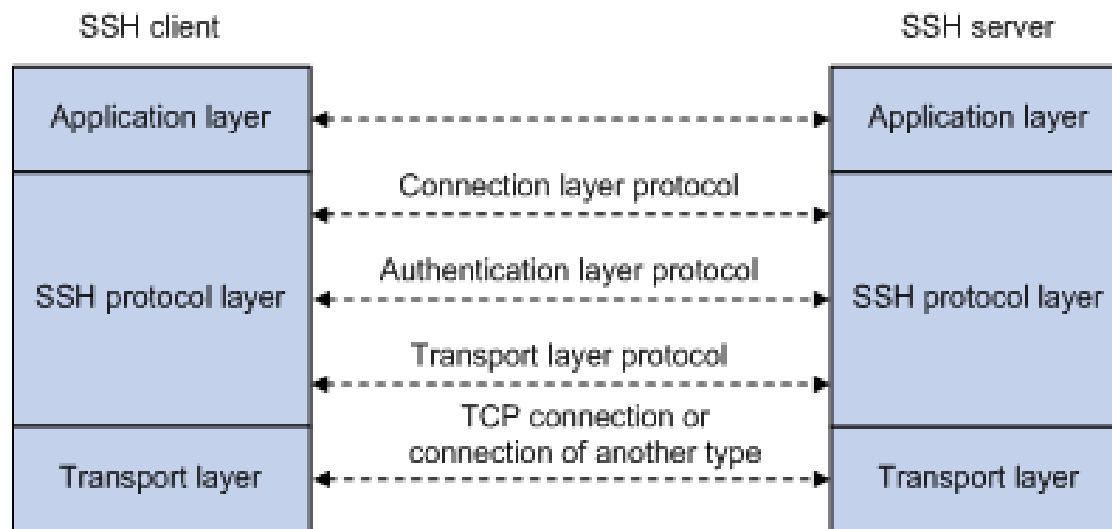 SSH client
SSH server
Application layer
Application layer
Connection layer protocol
Authentication layer protocol
SSH protocol layer
SSH protocol layer
Transport layer protocol
TCP connection or
connection of another type
Transport layer
Transport layer